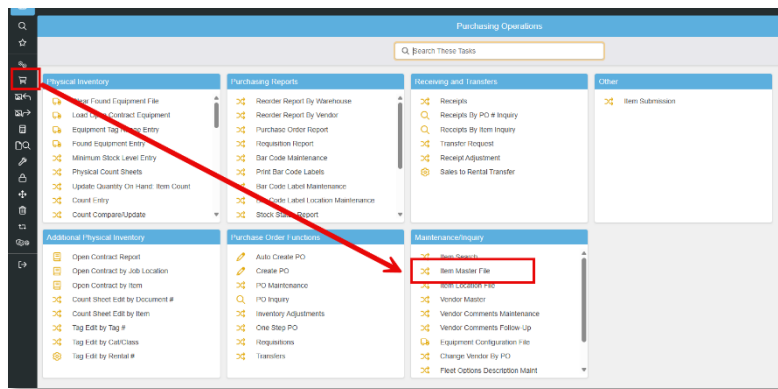 Purchasing Operations
Search These Tasks
Physical Inventory
Found Equipment File
Load Open Contract Equipment
Equipment Tag Range Entry
Found Equipment Entry
Minimum Stock Level Entry
Physical Count Sheets
Update Quantity On Hand: Item Count
Count Entry
Count Compare/Update
Purchasing Reports
Reorder Report By Warehouse
Reorder Report By Vendor
Purchase Order Report
Requisition Report
Bar Code Maintenance
Print Bar Code Labels
Bar Code Label Maintenance
Bar Code Label Location Maintenance
Stock Status Report
Receiving and Transfers
Receipts
Receipts By PO # Inquiry
Receipts By Item Inquiry
Transfer Request
Receipt Adjustment
Sales to Rental Transfer
Other
Item Submission
Additional Physical Inventory
Open Contract Report
Open Contract by Job Location
Open Contract by Item
Count Sheet Edit by Document #
Count Sheet Edit by Item
Tag Edit by Tag #
Tag Edit by Cat/Class
Tag Edit by Rental #
Purchase Order Functions
Auto Create PO
Create PO
PO Maintenance
PO Inquiry
Inventory Adjustments
One Step PO
Requisitions
Transfers
Maintenance/Inquiry
Item Search
Item Master File
Item Location File
Vendor Master
Vendor Comments Maintenance
Vendor Comments Follow-Up
Equipment Configuration File
Change Vendor By PO
Fleet Options Description Maint